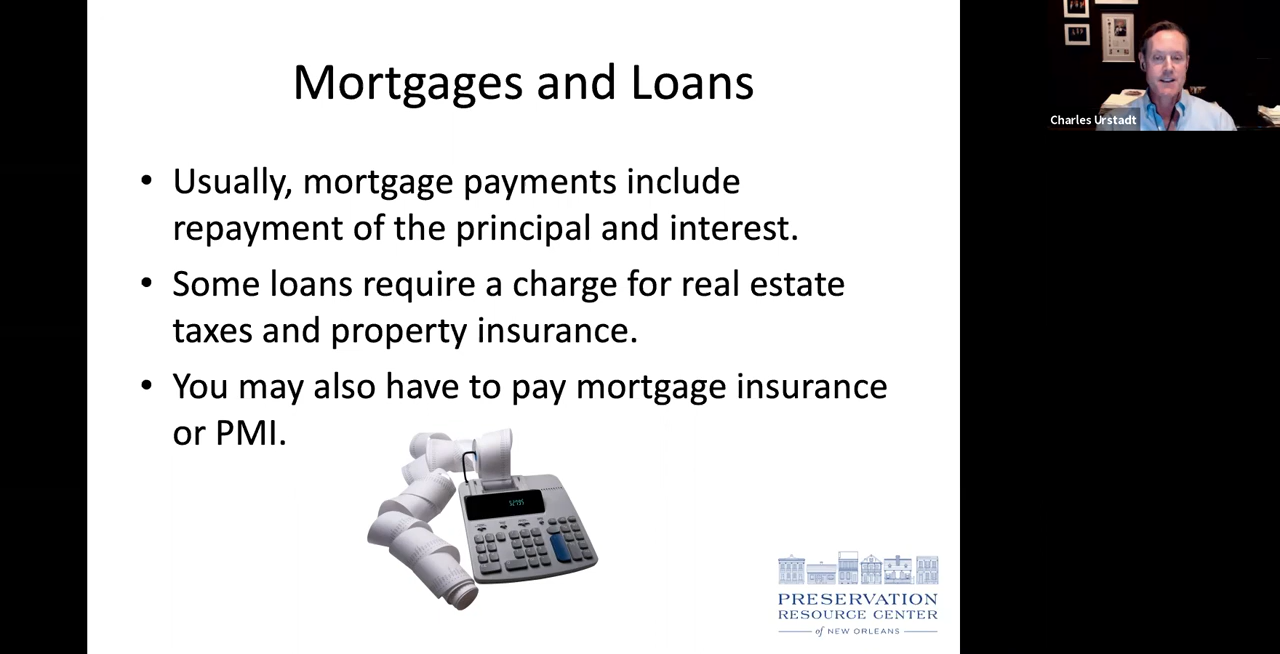 Mortgages and Loans
• Usually, mortgage payments include
repayment of the principal and interest.
• Some loans require a charge for real estate
taxes and property insurance.
• You may also have to pay mortgage insurance
or PMI.
PRESERVATION
RESOURCE CENTER
of NEW ORLEANS
Charles Urstadt